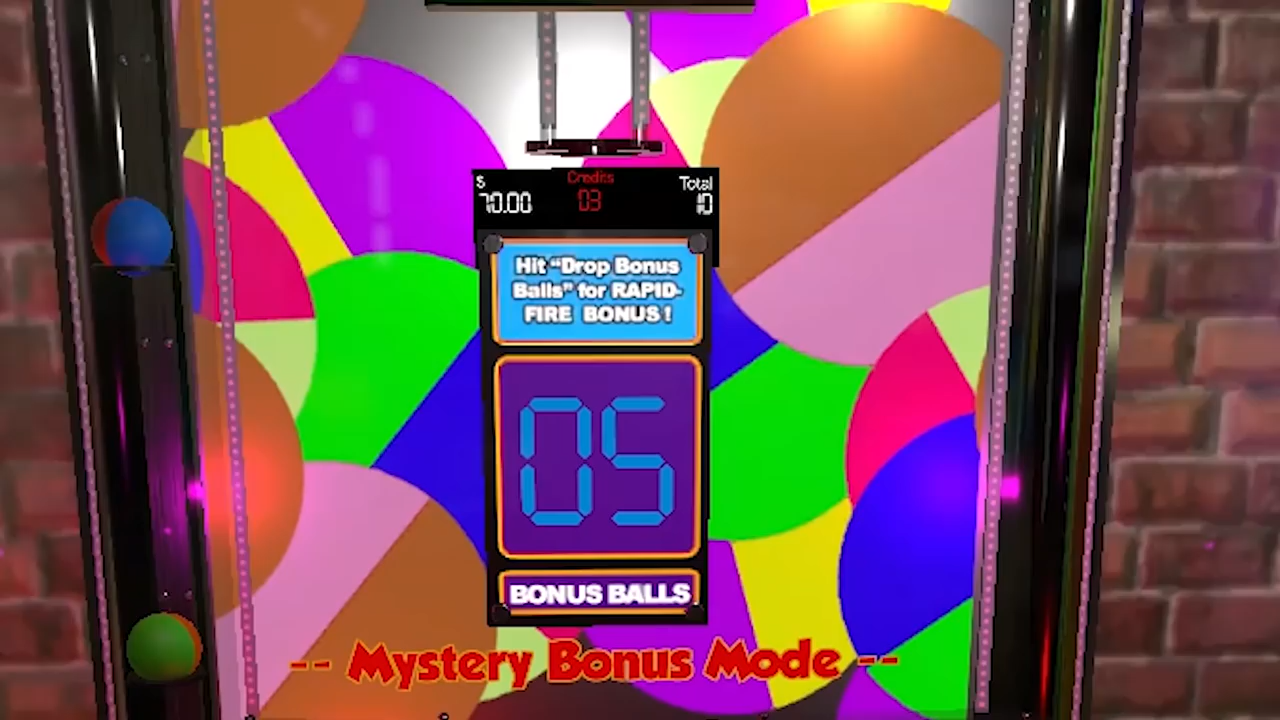 $ Credits Total
70.00 03 10
Hit "Drop Bonus
Balls" for RAPID-
FIRE BONUS!
05
BONUS BALLS
-- Mystery Bonus Mode --